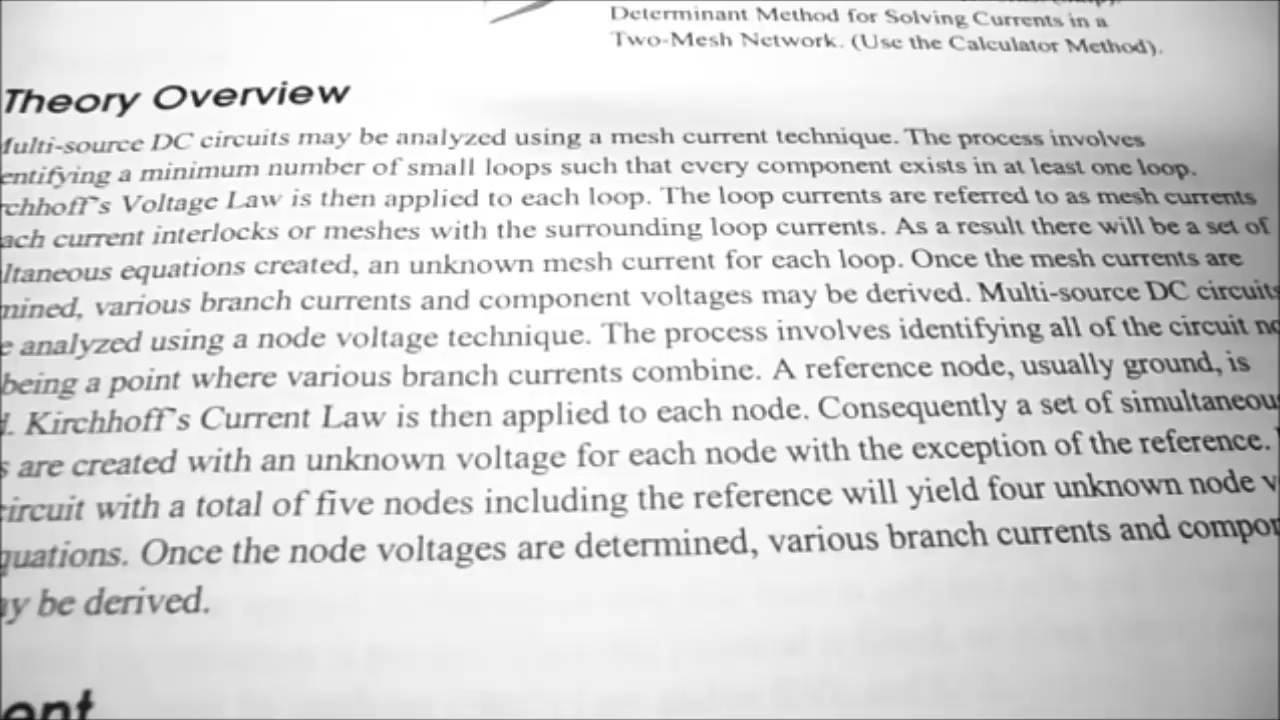 Determinant Method for Solving Currents in a
Two-Mesh Network. (Use the Calculator Method).
Theory Overview
Multi-source DC circuits may be analyzed using a mesh current technique. The process involves
entifying a minimum number of small loops such that every component exists in at least one loop.
rchhoff's Voltage Law is then applied to each loop. The loop currents are referred to as mesh currents
ach current interlocks or meshes with the surrounding loop currents. As a result there will be a set of
ltaneous equations created, an unknown mesh current for each loop. Once the mesh currents are
mined, various branch currents and component voltages may be derived. Multi-source DC circuits
e analyzed using a node voltage technique. The process involves identifying all of the circuit no
being a point where various branch currents combine. A reference node, usually ground, is
d. Kirchhoff's Current Law is then applied to each node. Consequently a set of simultaneous
s are created with an unknown voltage for each node with the exception of the reference.
circuit with a total of five nodes including the reference will yield four unknown node v
quations. Once the node voltages are determined, various branch currents and compon
ay be derived.
ent